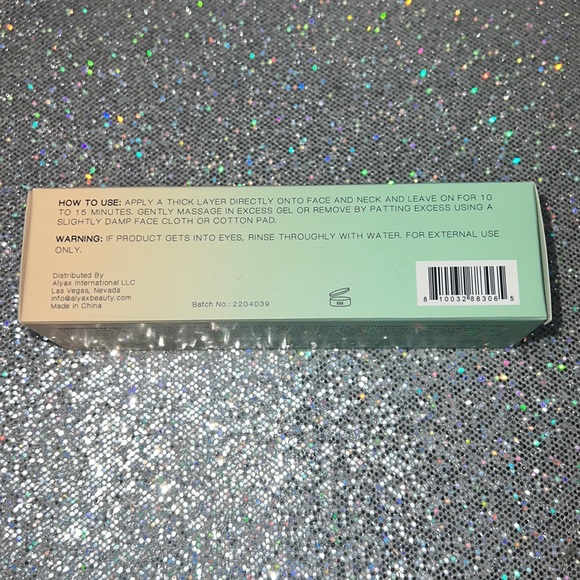 HOW TO USE: APPLY A THICK LAYER DIRECTLY ONTO FACE AND NECK AND LEAVE ON FOR 10
TO 15 MINUTES. GENTLY MASSAGE IN EXCESS GEL OR REMOVE BY PATTING EXCESS USING A
SLIGHTLY DAMP FACE CLOTH OR COTTON PAD.
WARNING: IF PRODUCT GETS INTO EYES, RINSE THROUGHLY WITH WATER. FOR EXTERNAL USE
ONLY.
Distributed By
Alyax International LLC
Las Vegas, Nevada
info@alyaxbeauty.com
Made in China
Batch No.: 2204039
6M
8 10032 88306 5